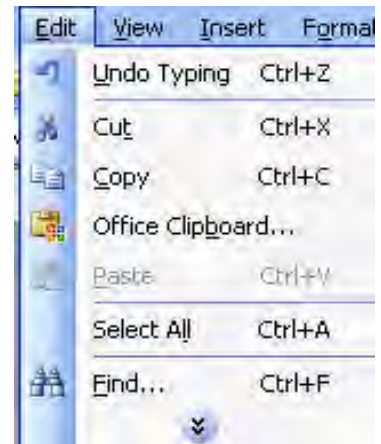 Edit View Insert Format
Undo Typing Ctrl+Z
Cut Ctrl+X
Copy Ctrl+C
Office Clipboard...
Paste Ctrl+V
Select All Ctrl+A
Find... Ctrl+F